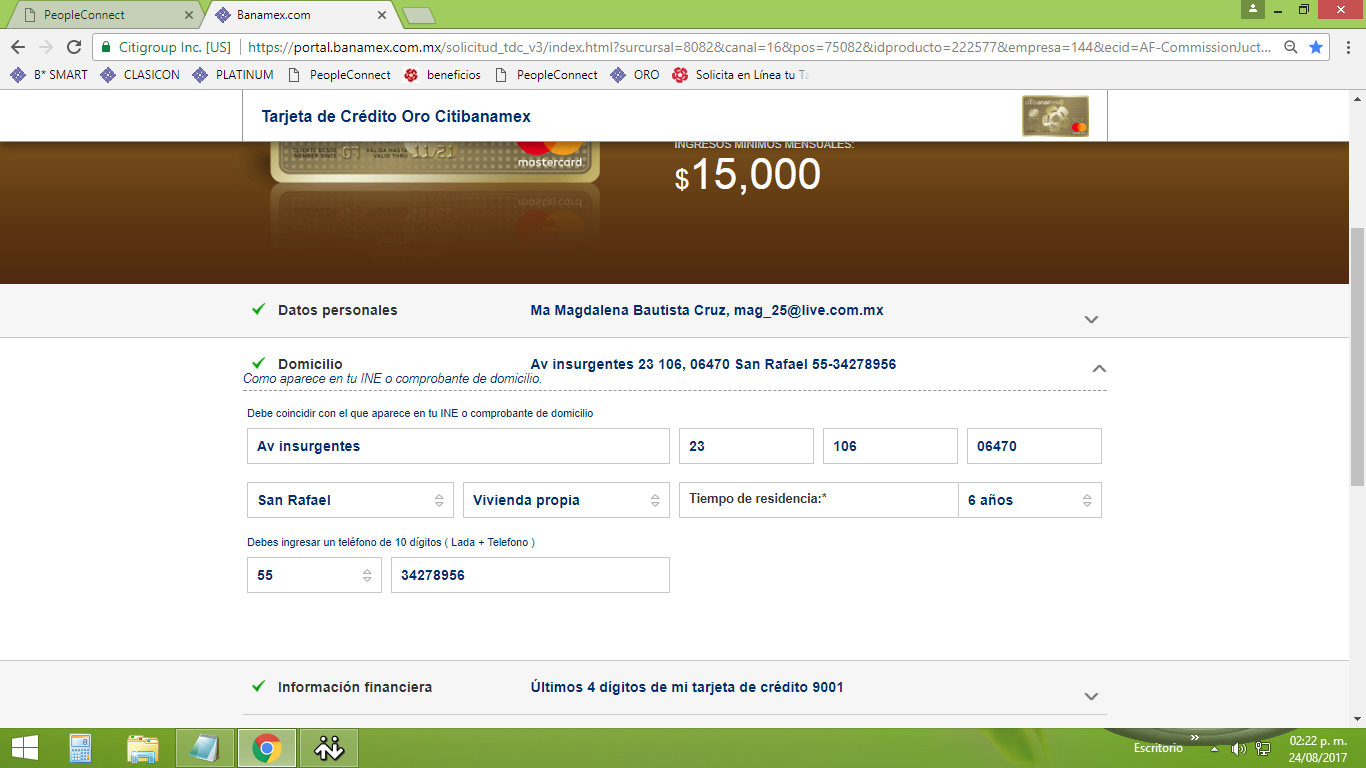 PeopleConnect
Banamex.com
Citigroup Inc. [US] https://portal.banamex.com.mx/solicitud_tdc_v3/index.html?surcursal=8082&canal=16&pos=75082&idproducto=222577&empresa=144&ecid=AF-CommissionJuct...
B* SMART CLASICON PLATINUM PeopleConnect beneficios PeopleConnect ORO Solicita en Línea tu Ta
Tarjeta de Crédito Oro Citibanamex
INGRESOS MÍNIMOS MENSUALES:
VALID THRU 11/21
mastercard.
$15,000
Datos personales Ma Magdalena Bautista Cruz, mag_25@live.com.mx
Domicilio Av insurgentes 23 106, 06470 San Rafael 55-34278956
Como aparece en tu INE o comprobante de domicilio.
Debe coincidir con el que aparece en tu INE o comprobante de domicilio
Av insurgentes 23 106 06470
San Rafael Vivienda propia Tiempo de residencia:* 6 años
Debes ingresar un teléfono de 10 dígitos ( Lada + Telefono )
55 34278956
Información financiera Últimos 4 dígitos de mi tarjeta de crédito 9001
Escritorio
02:22 p. m.
24/08/2017